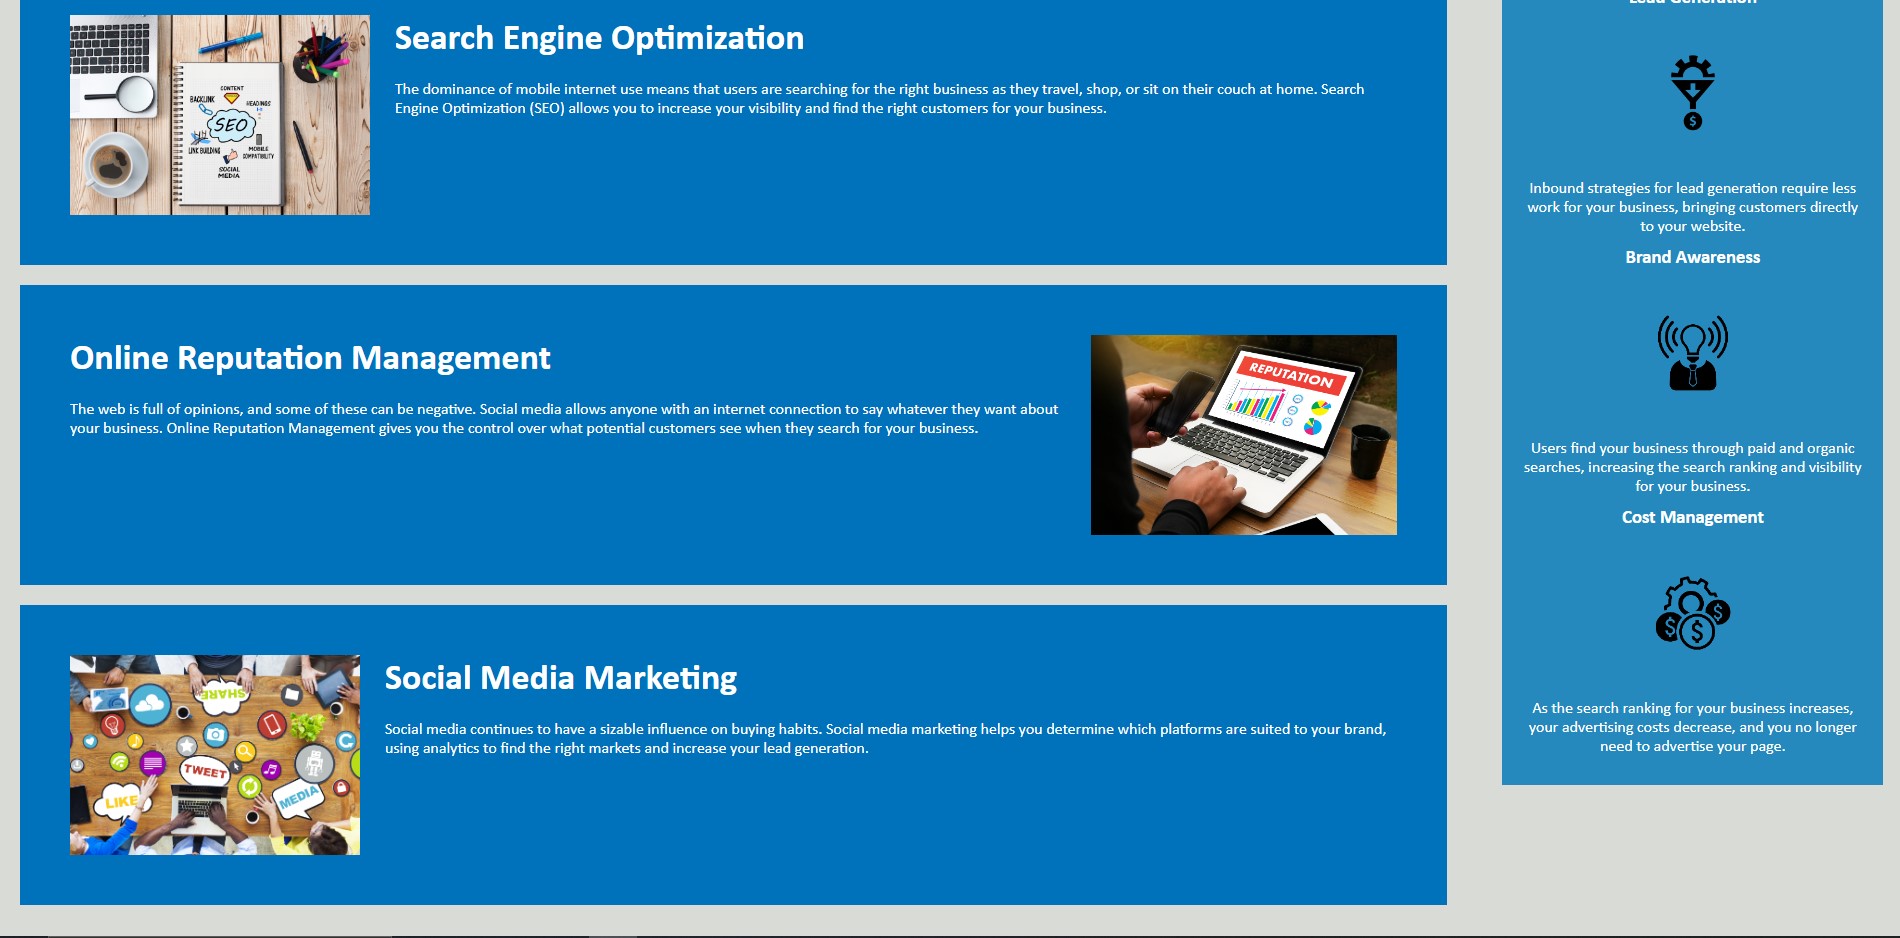 Search Engine Optimization
The dominance of mobile internet use means that users are searching for the right business as they travel, shop, or sit on their couch at home. Search
Engine Optimization (SEO) allows you to increase your visibility and find the right customers for your business.
CONTENT
BACKLINK
HEADINGS
SEO
LINK BUILDING
MOBILE
COMPATIBILITY
SOCIAL
MEDIA
Online Reputation Management
The web is full of opinions, and some of these can be negative. Social media allows anyone with an internet connection to say whatever they want about
your business. Online Reputation Management gives you the control over what potential customers see when they search for your business.
REPUTATION
Social Media Marketing
Social media continues to have a sizable influence on buying habits. Social media marketing helps you determine which platforms are suited to your brand,
using analytics to find the right markets and increase your lead generation.
SHARE
TWEET
LIKE
MEDIA
Lead Generation
$
Inbound strategies for lead generation require less
work for your business, bringing customers directly
to your website.
Brand Awareness
Users find your business through paid and organic
searches, increasing the search ranking and visibility
for your business.
Cost Management
$
$
$
As the search ranking for your business increases,
your advertising costs decrease, and you no longer
need to advertise your page.